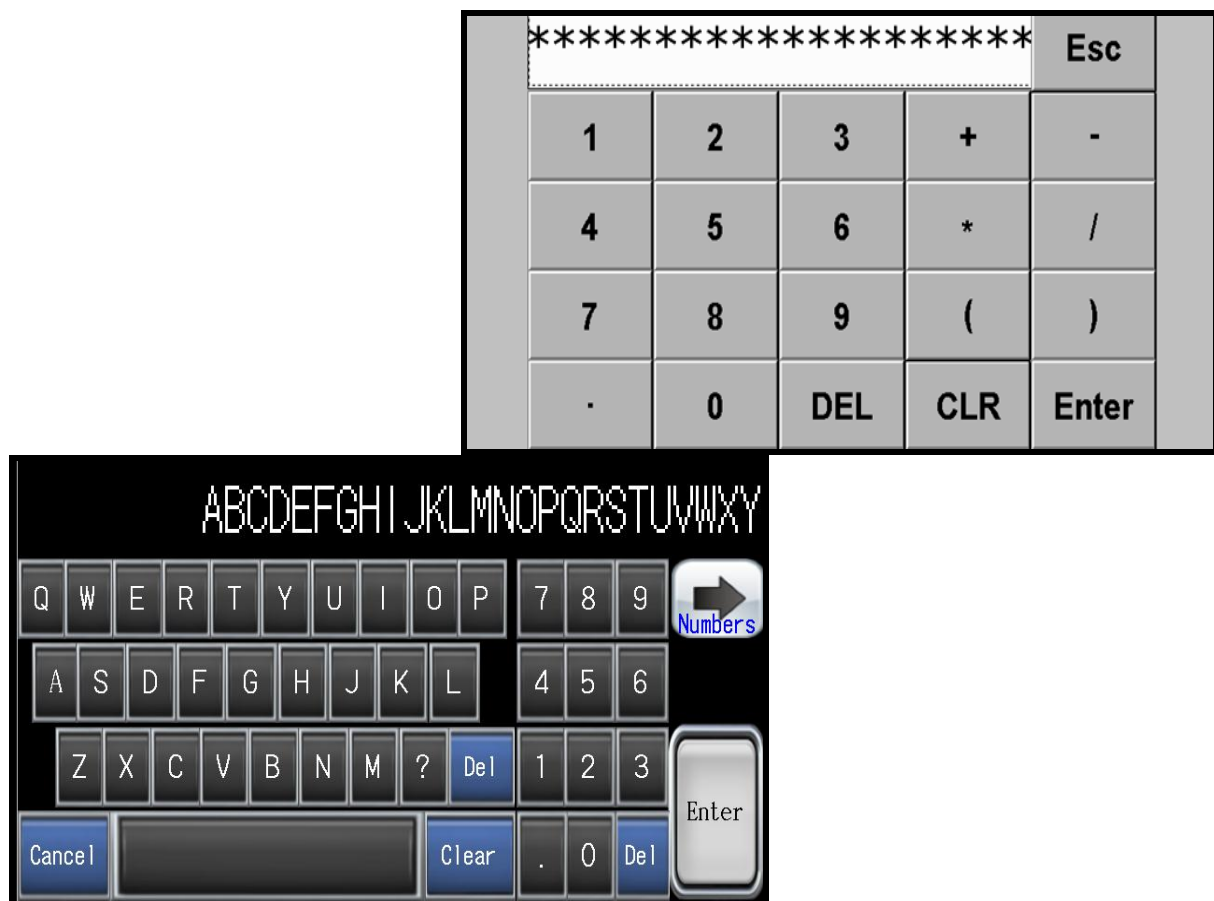 ******************** Esc
1 2 3 + -
4 5 6 * /
7 8 9 ( )
. 0 DEL CLR Enter
ABCDEFGHIJKLMNOPQRSTUVWXY
Q W E R T Y U I O P 7 8 9 Numbers
A S D F G H J K L 4 5 6
Z X C V B N M ? Del 1 2 3 Enter
Cancel Clear . 0 Del